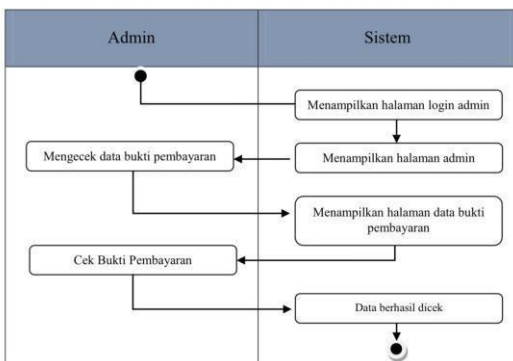 Admin
Sistem
Menampilkan halaman login admin
Mengecek data bukti pembayaran
Menampilkan halaman admin
Menampilkan halaman data bukti
pembayaran
Cek Bukti Pembayaran
Data berhasil dicek